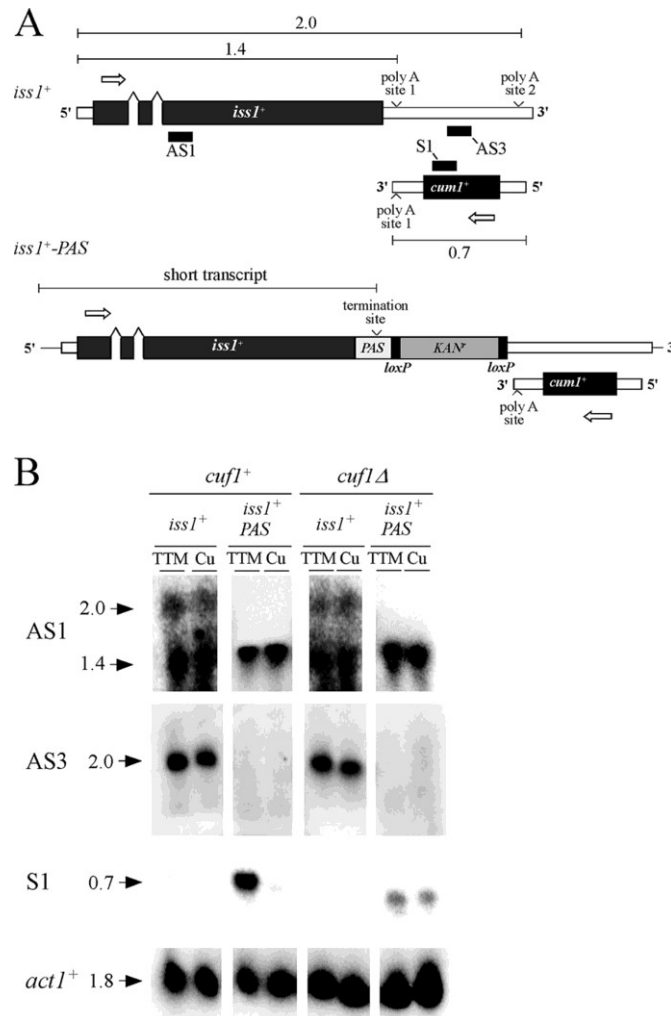 A
2.0
1.4
iss1+
5'
iss1+
poly A site 1
poly A site 2
3'
AS1
S1
AS3
3'
cum1+
5'
poly A site 1
0.7
iss1+-PAS
short transcript
termination site
5'
iss1+
PAS
KANr
3'
loxP
loxP
3'
cum1+
5'
poly A site
B
cuf1+
cuf1Δ
iss1+
iss1+ PAS
iss1+
iss1+ PAS
TTM Cu TTM Cu TTM Cu TTM Cu
AS1
2.0
1.4
AS3
2.0
S1
0.7
act1+
1.8